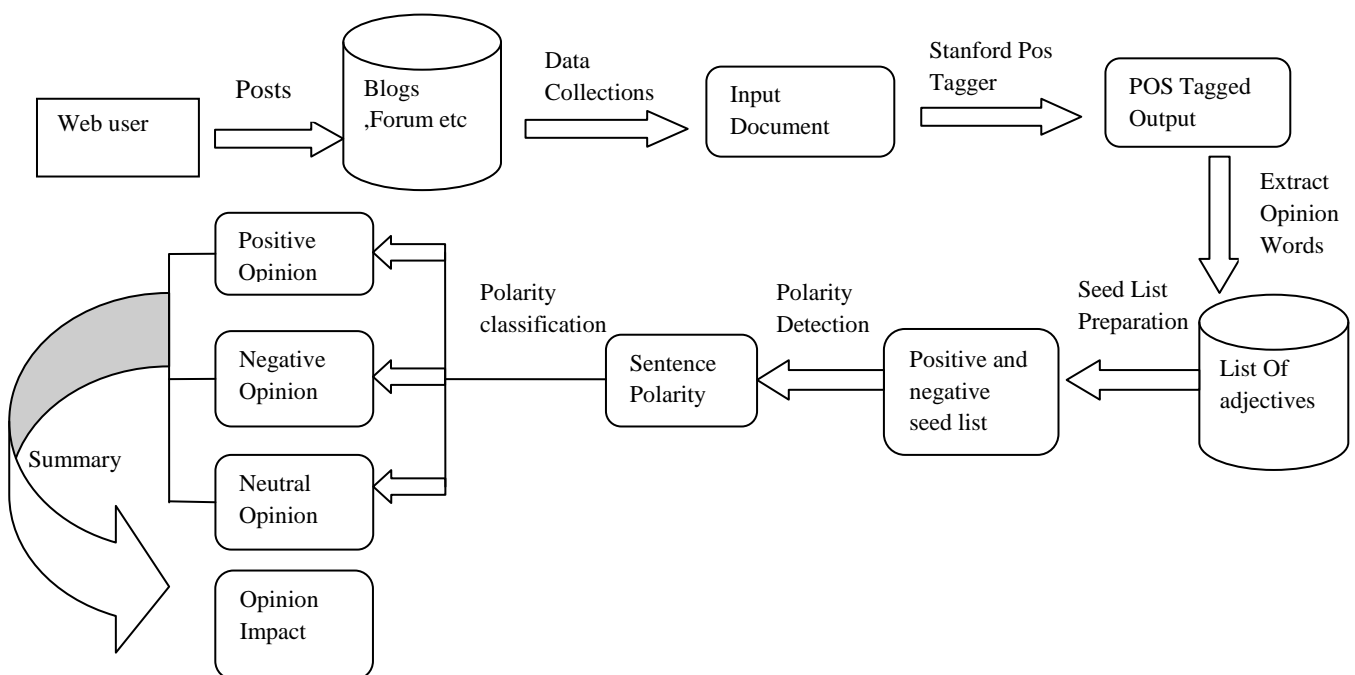 Web user
Posts
Blogs
,Forum etc
Data
Collections
Input
Document
Stanford Pos
Tagger
POS Tagged
Output
Extract
Opinion
Words
List Of
adjectives
Seed List
Preparation
Positive and
negative
seed list
Polarity
Detection
Sentence
Polarity
Polarity
classification
Positive
Opinion
Negative
Opinion
Neutral
Opinion
Summary
Opinion
Impact